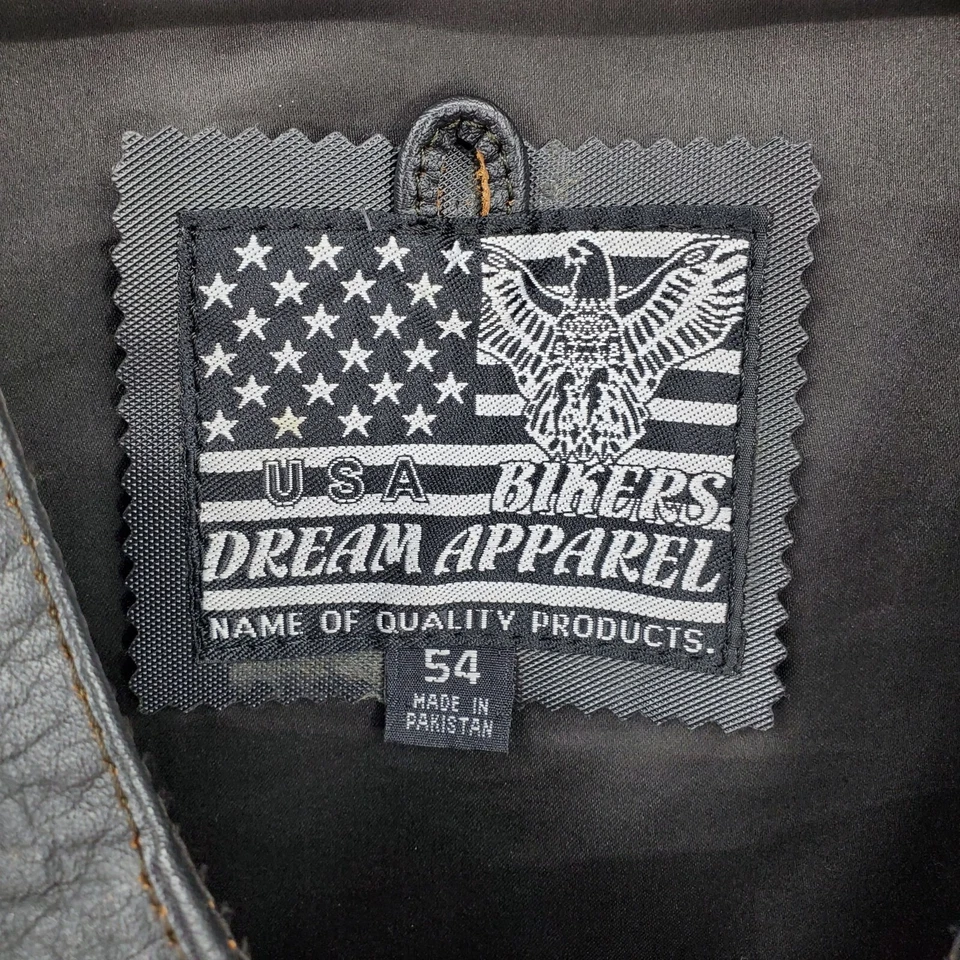 USA BIKERS
DREAM APPAREL
NAME OF QUALITY PRODUCTS.
54
MADE IN
PAKISTAN